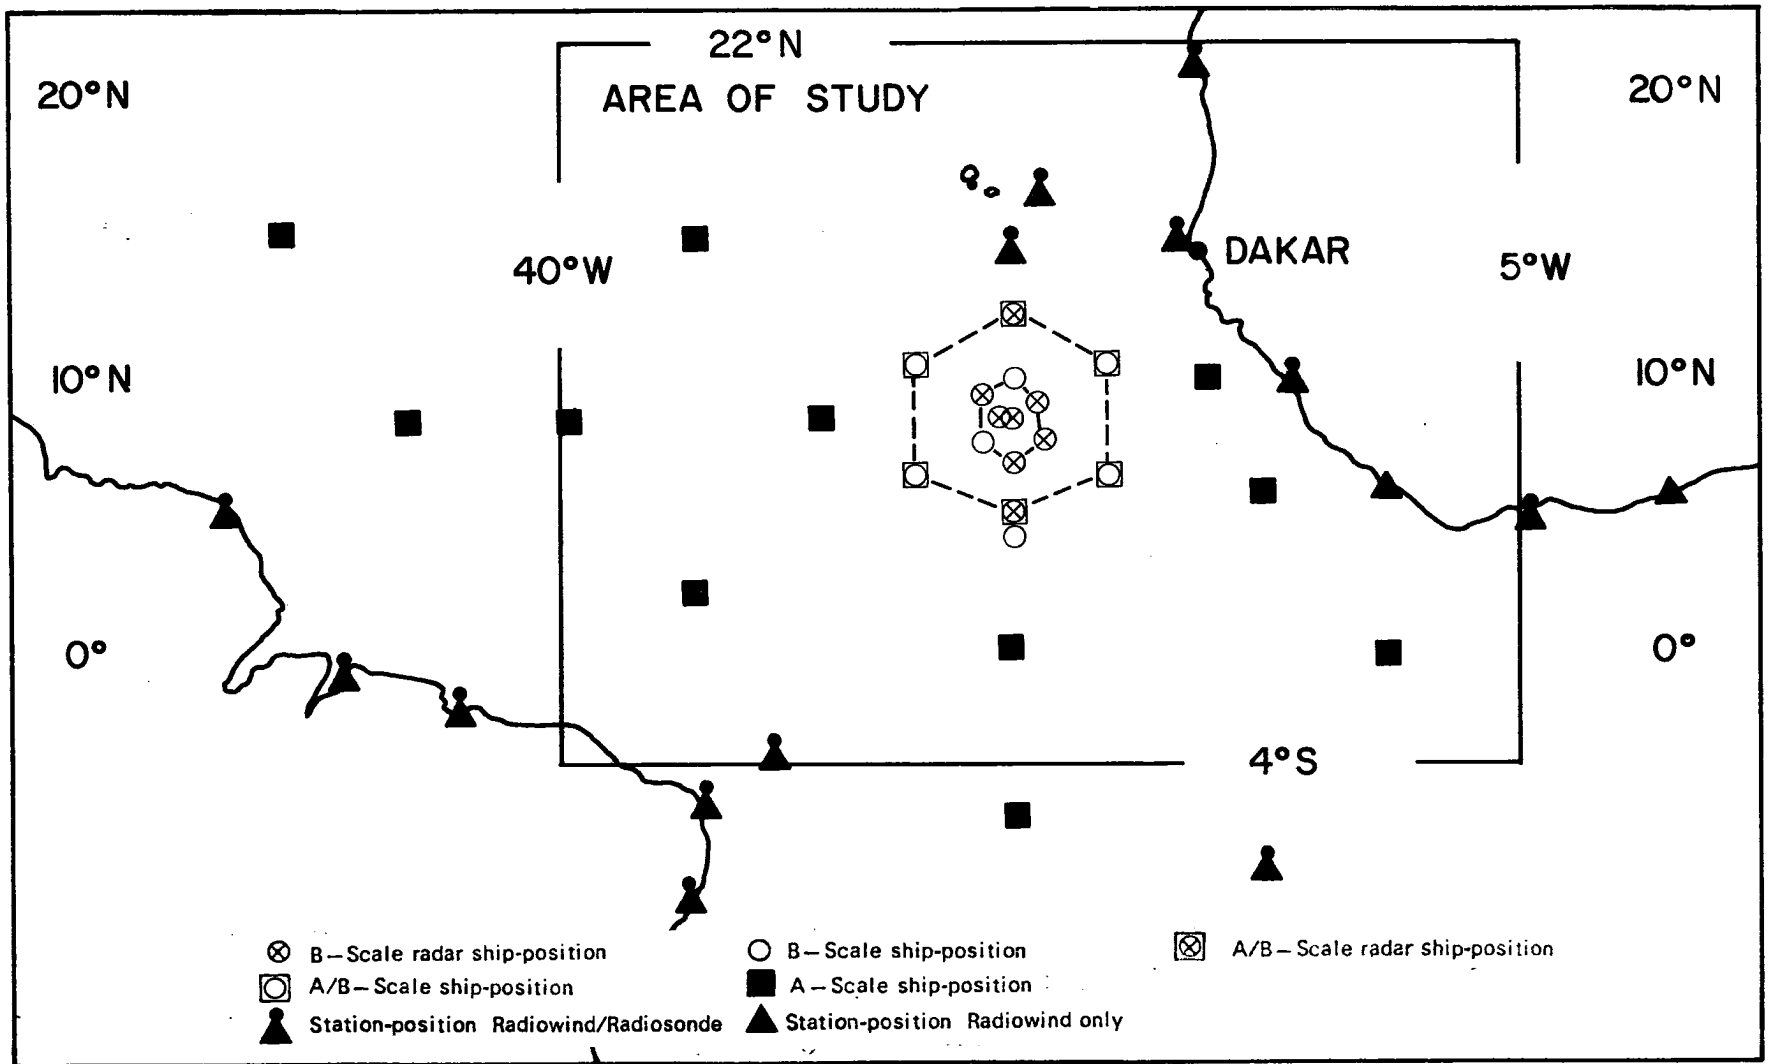 22°N
20°N
AREA OF STUDY
20°N
DAKAR
40°W
5°W
10°N
10°N
0°
0°
4°S
B–Scale radar ship-position
B–Scale ship-position
A/B–Scale radar ship-position
A/B–Scale ship-position
A–Scale ship-position
Station-position Radiowind/Radiosonde
Station-position Radiowind only